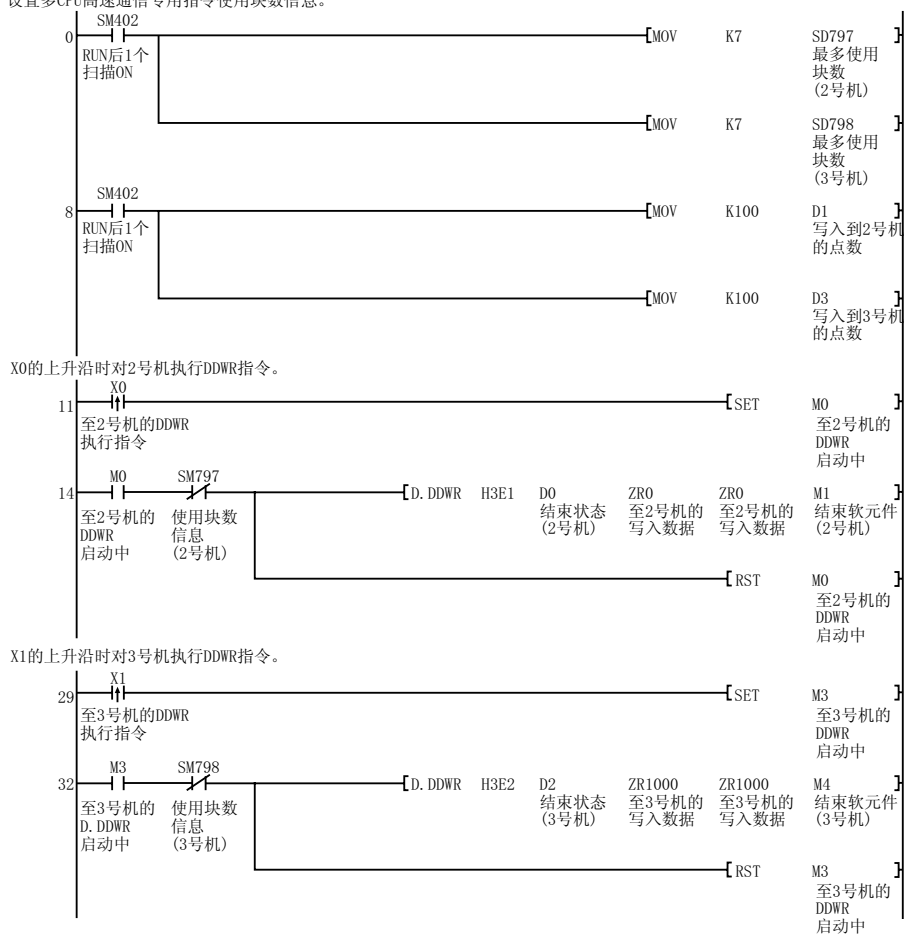 设置多CPU高速通信专用指令使用块数信息。
SM402
0
MOV K7 SD797
RUN后1个
扫描ON
最多使用
块数
(2号机)
MOV K7 SD798
最多使用
块数
(3号机)
SM402
8
MOV K100 D1
RUN后1个
扫描ON
写入到2号机
的点数
MOV K100 D3
写入到3号机
的点数
X0的上升沿时对2号机执行DDWR指令。
X0
11
SET M0
至2号机的DDWR
执行指令
至2号机的
DDWR
启动中
M0 SM797
14
D.DDWR H3E1 D0 ZR0 ZR0 M1
至2号机的
DDWR
启动中
使用块数
信息
(2号机)
结束状态
(2号机)
至2号机的
写入数据
至2号机的
写入数据
结束软元件
(2号机)
RST M0
至2号机的
DDWR
启动中
X1的上升沿时对3号机执行DDWR指令。
X1
29
SET M3
至3号机的DDWR
执行指令
至3号机的
DDWR
启动中
M3 SM798
32
D.DDWR H3E2 D2 ZR1000 ZR1000 M4
至3号机的
D.DDWR
启动中
使用块数
信息
(3号机)
结束状态
(3号机)
至3号机的
写入数据
至3号机的
写入数据
结束软元件
(3号机)
RST M3
至3号机的
DDWR
启动中